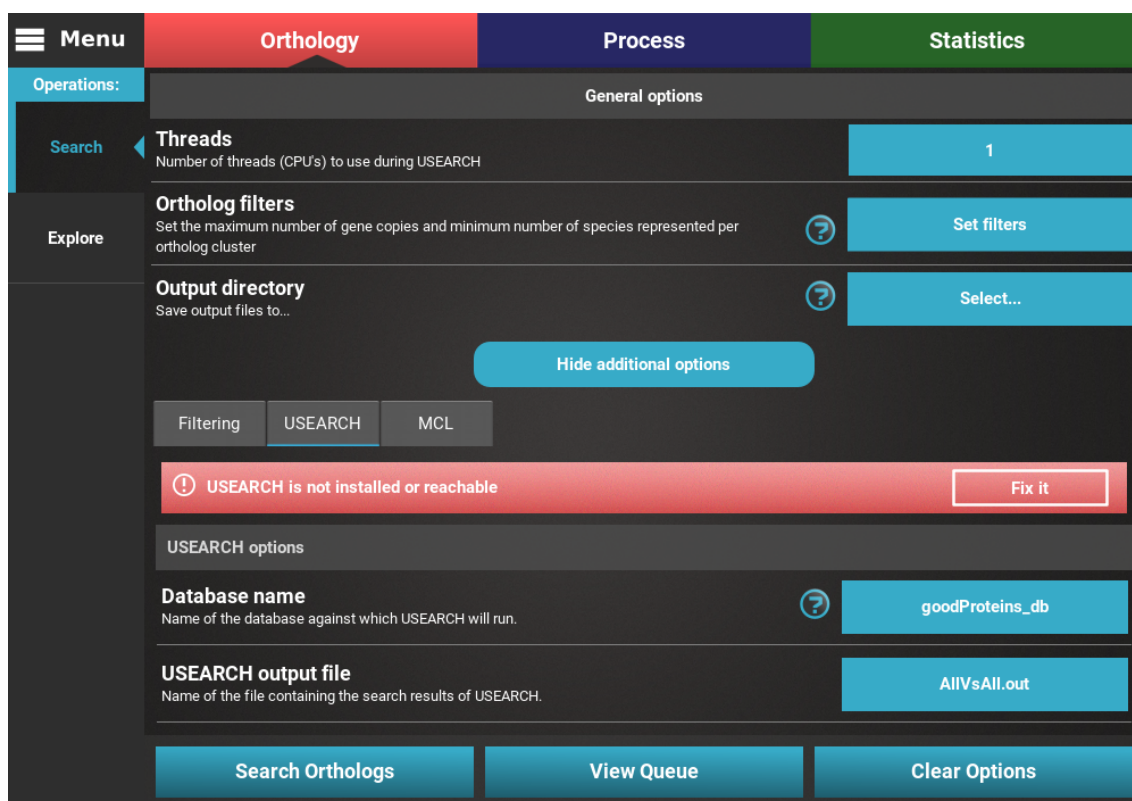 Menu
Orthology
Process
Statistics
Operations:
Search
Explore
General options
Threads
Number of threads (CPU's) to use during USEARCH
1
Ortholog filters
Set the maximum number of gene copies and minimum number of species represented per
ortholog cluster
?
Set filters
Output directory
Save output files to...
?
Select...
Hide additional options
Filtering
USEARCH
MCL
USEARCH is not installed or reachable
Fix it
USEARCH options
Database name
Name of the database against which USEARCH will run.
?
goodProteins_db
USEARCH output file
Name of the file containing the search results of USEARCH.
AllVsAll.out
Search Orthologs
View Queue
Clear Options